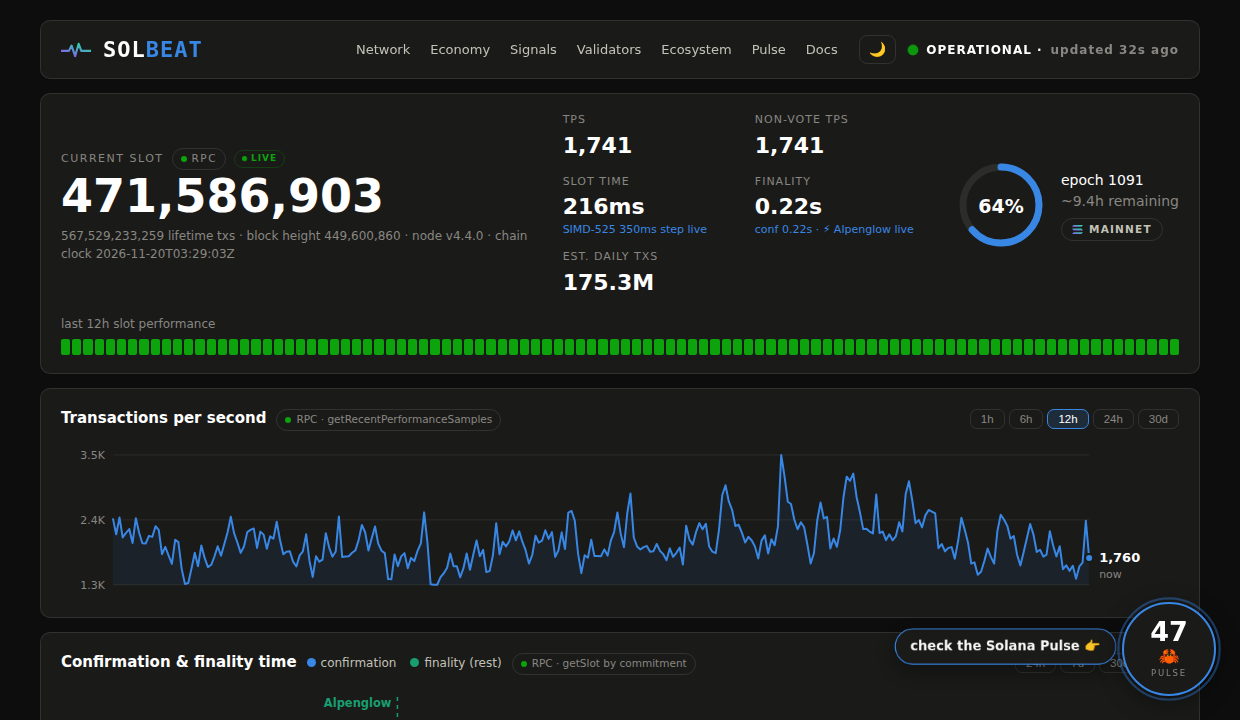 SOLBEAT
Network Economy Signals Validators Ecosystem Pulse Docs
OPERATIONAL · updated 32s ago
CURRENT SLOT RPC LIVE
471,586,903
567,529,233,259 lifetime txs · block height 449,600,860 · node v4.4.0 · chain
clock 2026-11-20T03:29:03Z
TPS
1,741
NON-VOTE TPS
1,741
SLOT TIME
216ms
SIMD-525 350ms step live
FINALITY
0.22s
conf 0.22s · ⚡ Alpenglow live
EST. DAILY TXS
175.3M
64%
epoch 1091
~9.4h remaining
MAINNET
last 12h slot performance
Transactions per second RPC · getRecentPerformanceSamples
1h 6h 12h 24h 30d
3.5K
2.4K
1.3K
1,760
now
Confirmation & finality time confirmation finality (rest) RPC · getSlot by commitment
check the Solana Pulse 👉
47
🦀
PULSE
Alpenglow